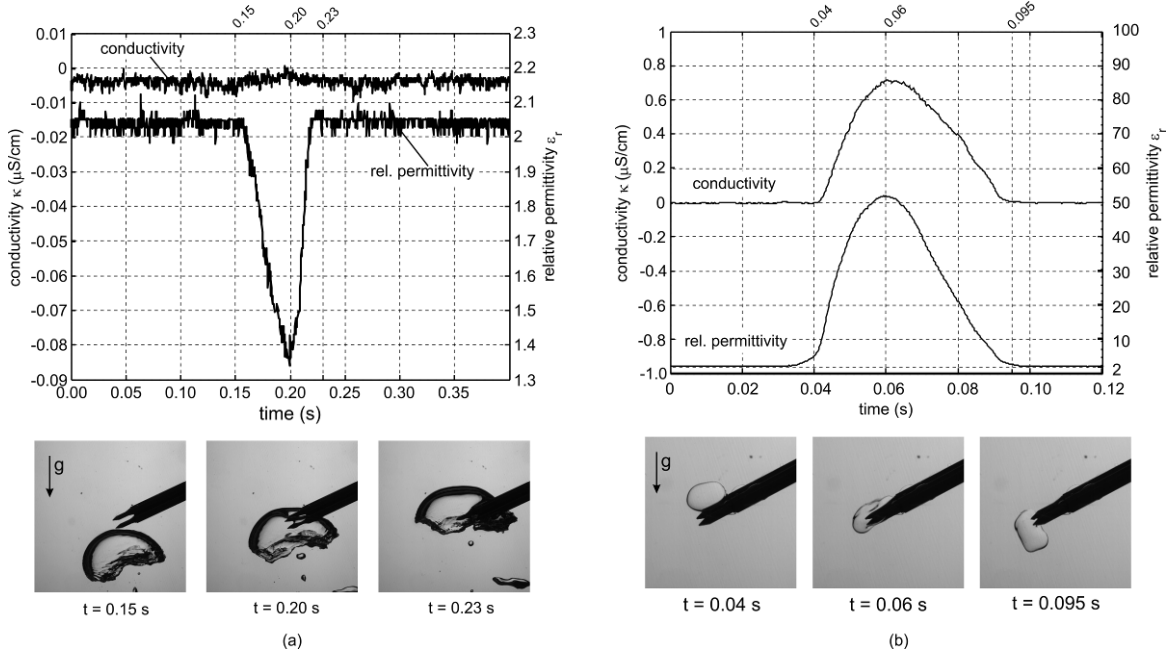 0.15
0.20
0.23
0.01
0
-0.01
-0.02
-0.03
-0.04
-0.05
-0.06
-0.07
-0.08
-0.09
conductivity κ (µS/cm)
conductivity
rel. permittivity
2.3
2.2
2.1
2.0
1.9
1.8
1.7
1.6
1.5
1.4
1.3
relative permittivity εr
0.00 0.05 0.10 0.15 0.20 0.25 0.30 0.35
time (s)
g
t = 0.15 s
t = 0.20 s
t = 0.23 s
(a)
0.04
0.06
0.095
1
0.8
0.6
0.4
0.2
0
-0.2
-0.4
-0.6
-0.8
-1.0
conductivity κ (µS/cm)
conductivity
rel. permittivity
100
90
80
70
60
50
40
30
20
10
2
relative permittivity εr
0 0.02 0.04 0.06 0.08 0.10 0.12
time (s)
g
t = 0.04 s
t = 0.06 s
t = 0.095 s
(b)